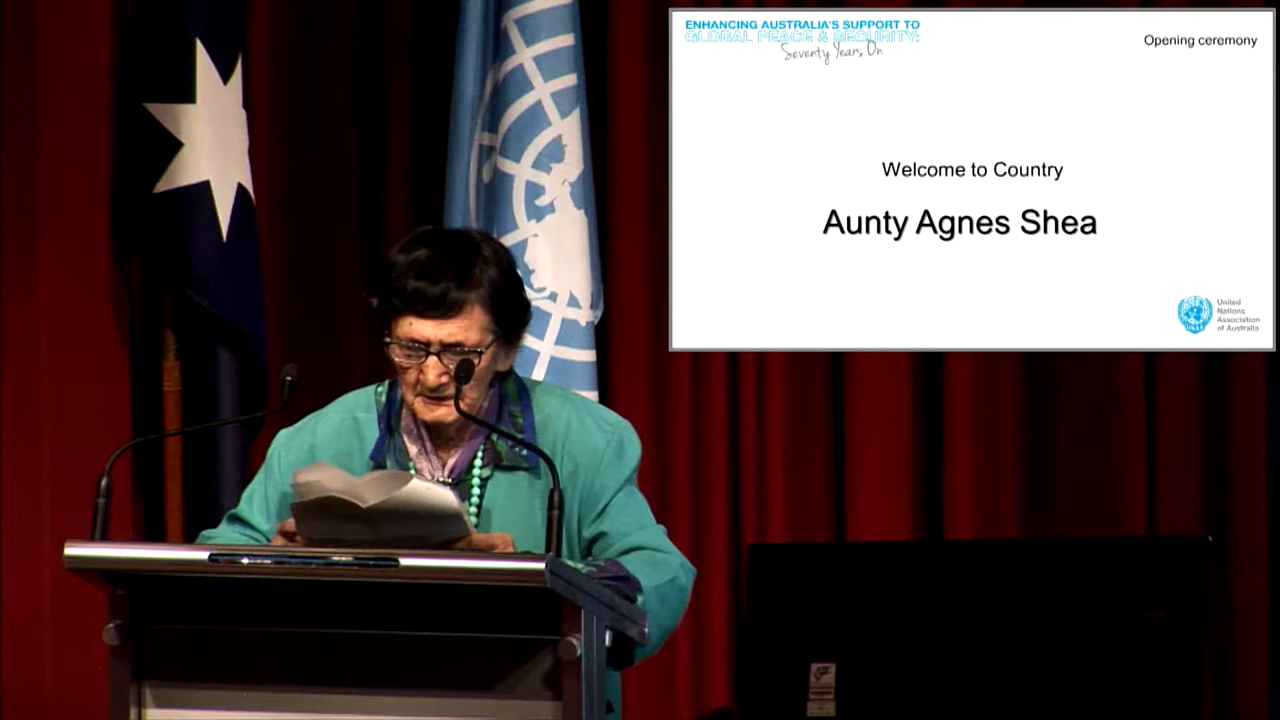 ENHANCING AUSTRALIA'S SUPPORT TO
GLOBAL PEACE & SECURITY:
Seventy Years On
Opening ceremony
Welcome to Country
Aunty Agnes Shea
United
Nations
Association
of Australia